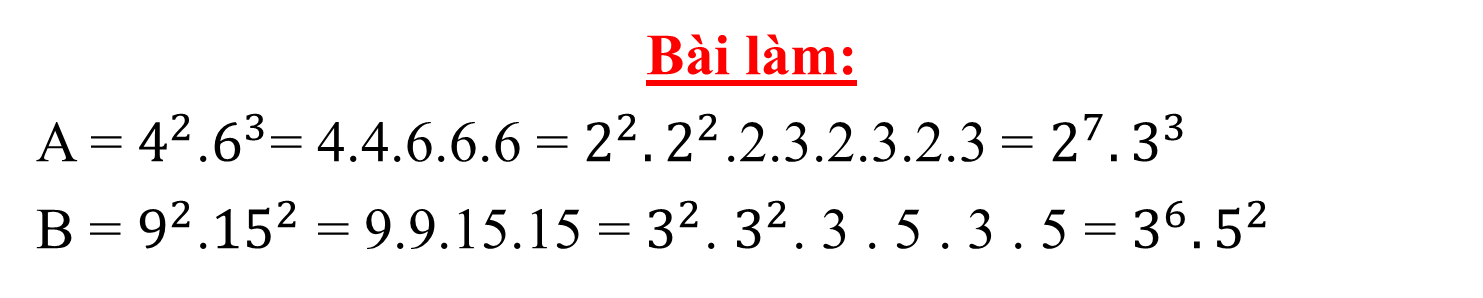 Bài làm:
A = 4².6³= 4.4.6.6.6 = 2².2².2.3.2.3.2.3 = 2⁷.3³
B = 9².15² = 9.9.15.15 = 3². 3². 3 . 5 . 3 . 5 = 3⁶.5²